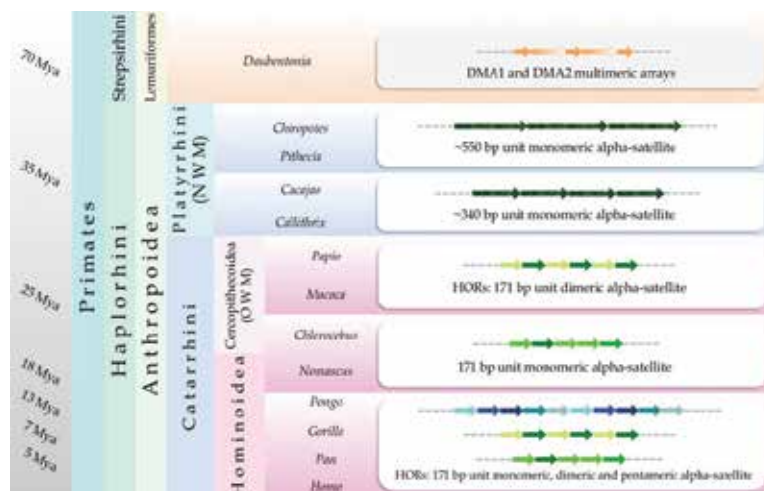 70 Mya
35 Mya
25 Mya
18 Mya
13 Mya
7 Mya
5 Mya
Primates
Strepsirhini
Haplorhini
Lemuriformes
Anthropoidea
Platyrrhini
(NWM)
Catarrhini
Cercopithecoidea
(OWM)
Hominoidea
Daubentonia
DMA1 and DMA2 multimeric arrays
Chiropotes
Pithecia
~550 bp unit monomeric alpha-satellite
Cacajao
Callithrix
~340 bp unit monomeric alpha-satellite
Papio
Macaca
HORs: 171 bp unit dimeric alpha-satellite
Chlorocebus
Nomascus
171 bp unit monomeric alpha-satellite
Pongo
Gorilla
Pan
Homo
HORs: 171 bp unit monomeric, dimeric and pentameric alpha-satellite